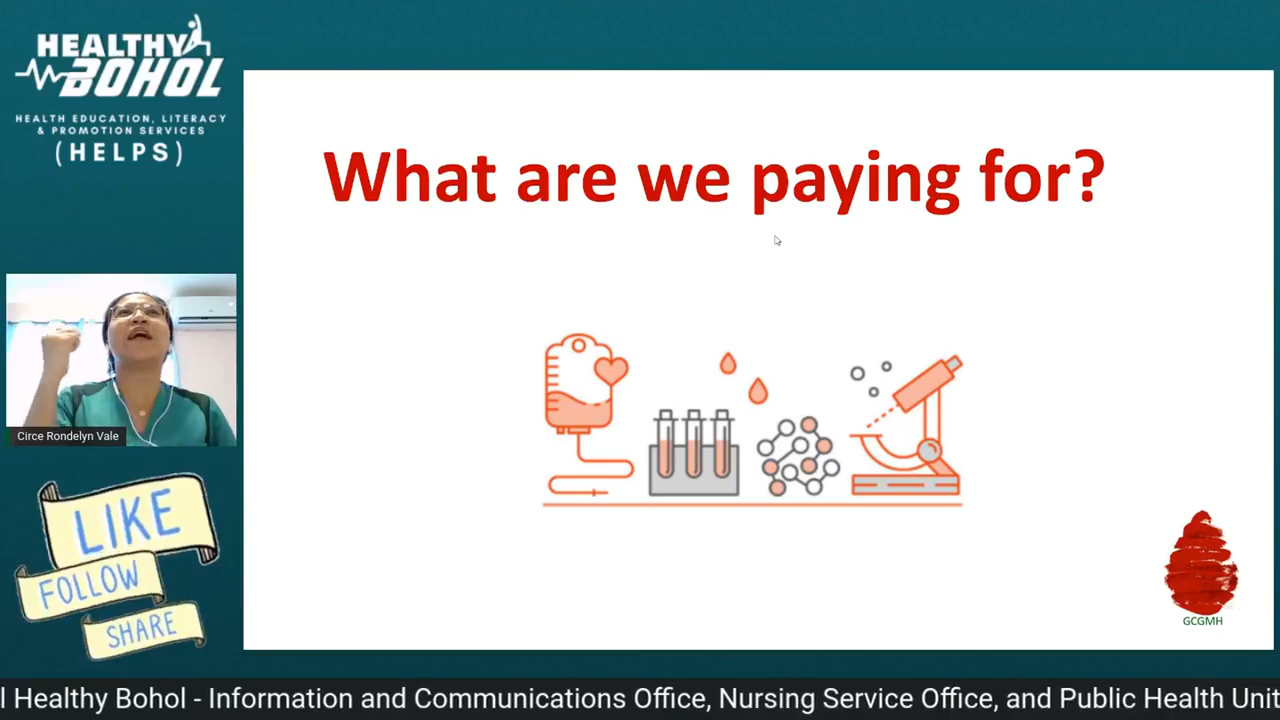 HEALTHY
BOHOL
HEALTH EDUCATION, LITERACY
& PROMOTION SERVICES
(HELPS)
What are we paying for?
Circe Rondelyn Vale
LIKE
FOLLOW
SHARE
GCGMH
l Healthy Bohol - Information and Communications Office, Nursing Service Office, and Public Health Unit